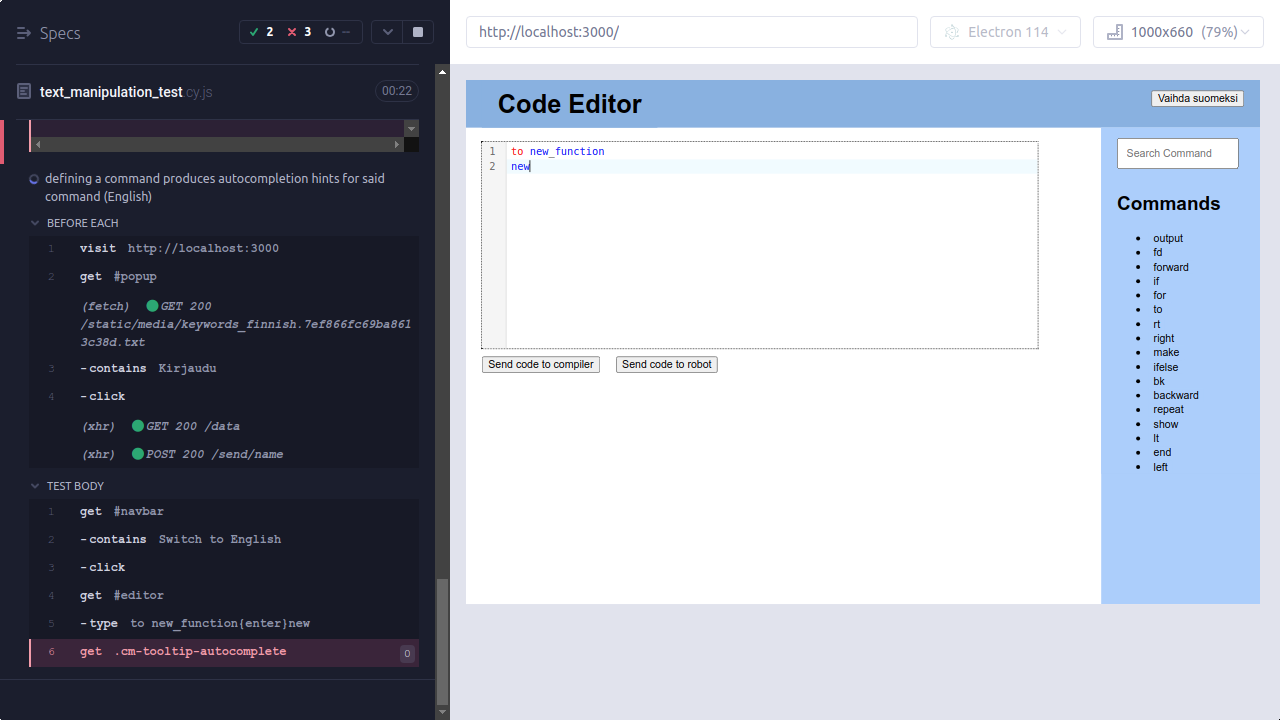 Specs
2
3
--
http://localhost:3000/
Electron 114
1000x660 (79%)
text_manipulation_test cy.js
00:22
defining a command produces autocompletion hints for said
command (English)
BEFORE EACH
1 visit http://localhost:3000
2 get #popup
(fetch) GET 200
/static/media/keywords_finnish.7ef866fc69ba861
3c38d.txt
3 -contains Kirjaudu
4 -click
(xhr) GET 200 /data
(xhr) POST 200 /send/name
TEST BODY
1 get #navbar
2 -contains Switch to English
3 -click
4 get #editor
5 -type to new_function{enter}new
6 get .cm-tooltip-autocomplete 0
Code Editor
Vaihda suomeksi
1 to new_function
2 new
Send code to compiler
Send code to robot
Search Command
Commands
output
fd
forward
if
for
to
rt
right
make
ifelse
bk
backward
repeat
show
lt
end
left